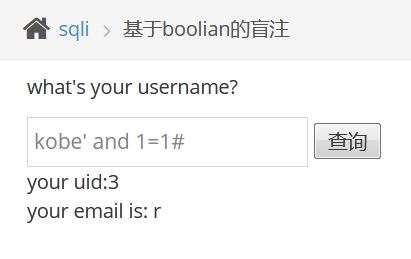 sqli > 基于boolian的盲注
what's your username?
kobe' and 1=1# 查询
your uid:3
your email is: r